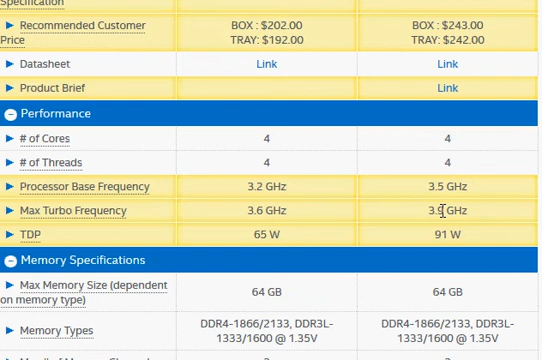 Specification
Recommended Customer Price BOX : $202.00 TRAY: $192.00 BOX : $243.00 TRAY: $242.00
Datasheet Link Link
Product Brief Link
Performance
# of Cores 4 4
# of Threads 4 4
Processor Base Frequency 3.2 GHz 3.5 GHz
Max Turbo Frequency 3.6 GHz GHz
TDP 65 W 91 W
Memory Specifications
Max Memory Size (dependent on memory type) 64 GB 64 GB
Memory Types DDR4-1866/2133, DDR3L-1333/1600 @ 1.35V DDR4-1866/2133, DDR3L-1333/1600 @ 1.35V